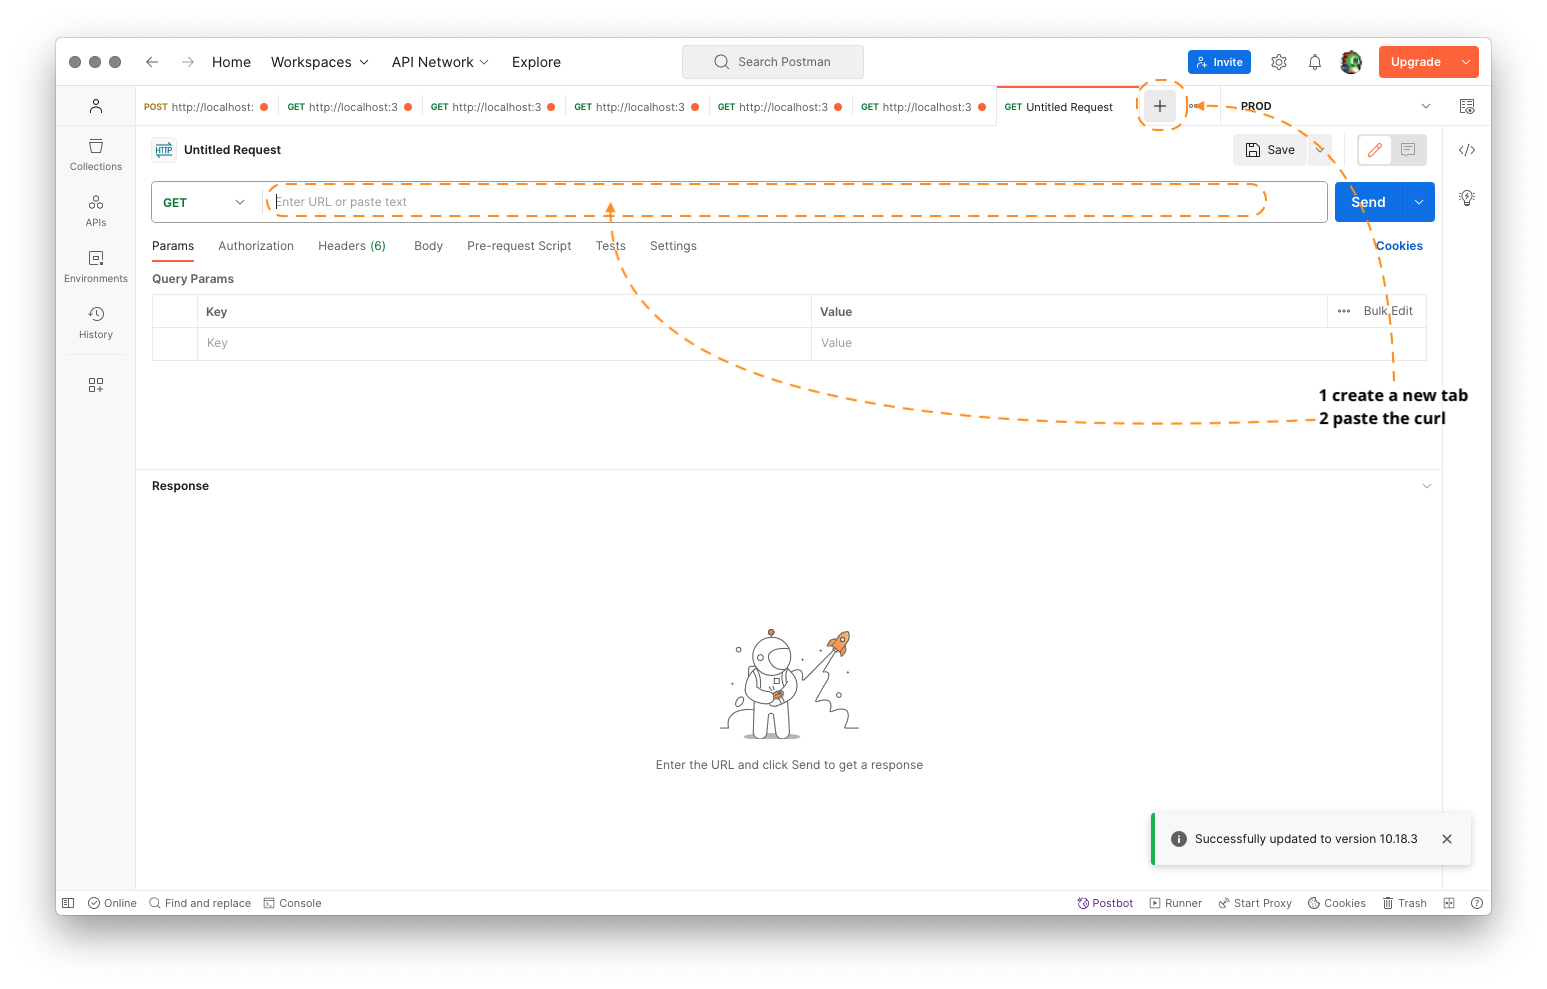 Home Workspaces API Network Explore Search Postman Invite Upgrade
POST http://localhost: GET http://localhost:3 GET http://localhost:3 GET http://localhost:3 GET http://localhost:3 GET http://localhost:3 GET Untitled Request + PROD
HTTP Untitled Request Save
Collections
GET Enter URL or paste text Send
APIs
Params Authorization Headers (6) Body Pre-request Script Tests Settings Cookies
Environments
Query Params
Key Value Bulk Edit
History
Key Value
1 create a new tab
2 paste the curl
Response
Enter the URL and click Send to get a response
Successfully updated to version 10.18.3
Online Find and replace Console Postbot Runner Start Proxy Cookies Trash